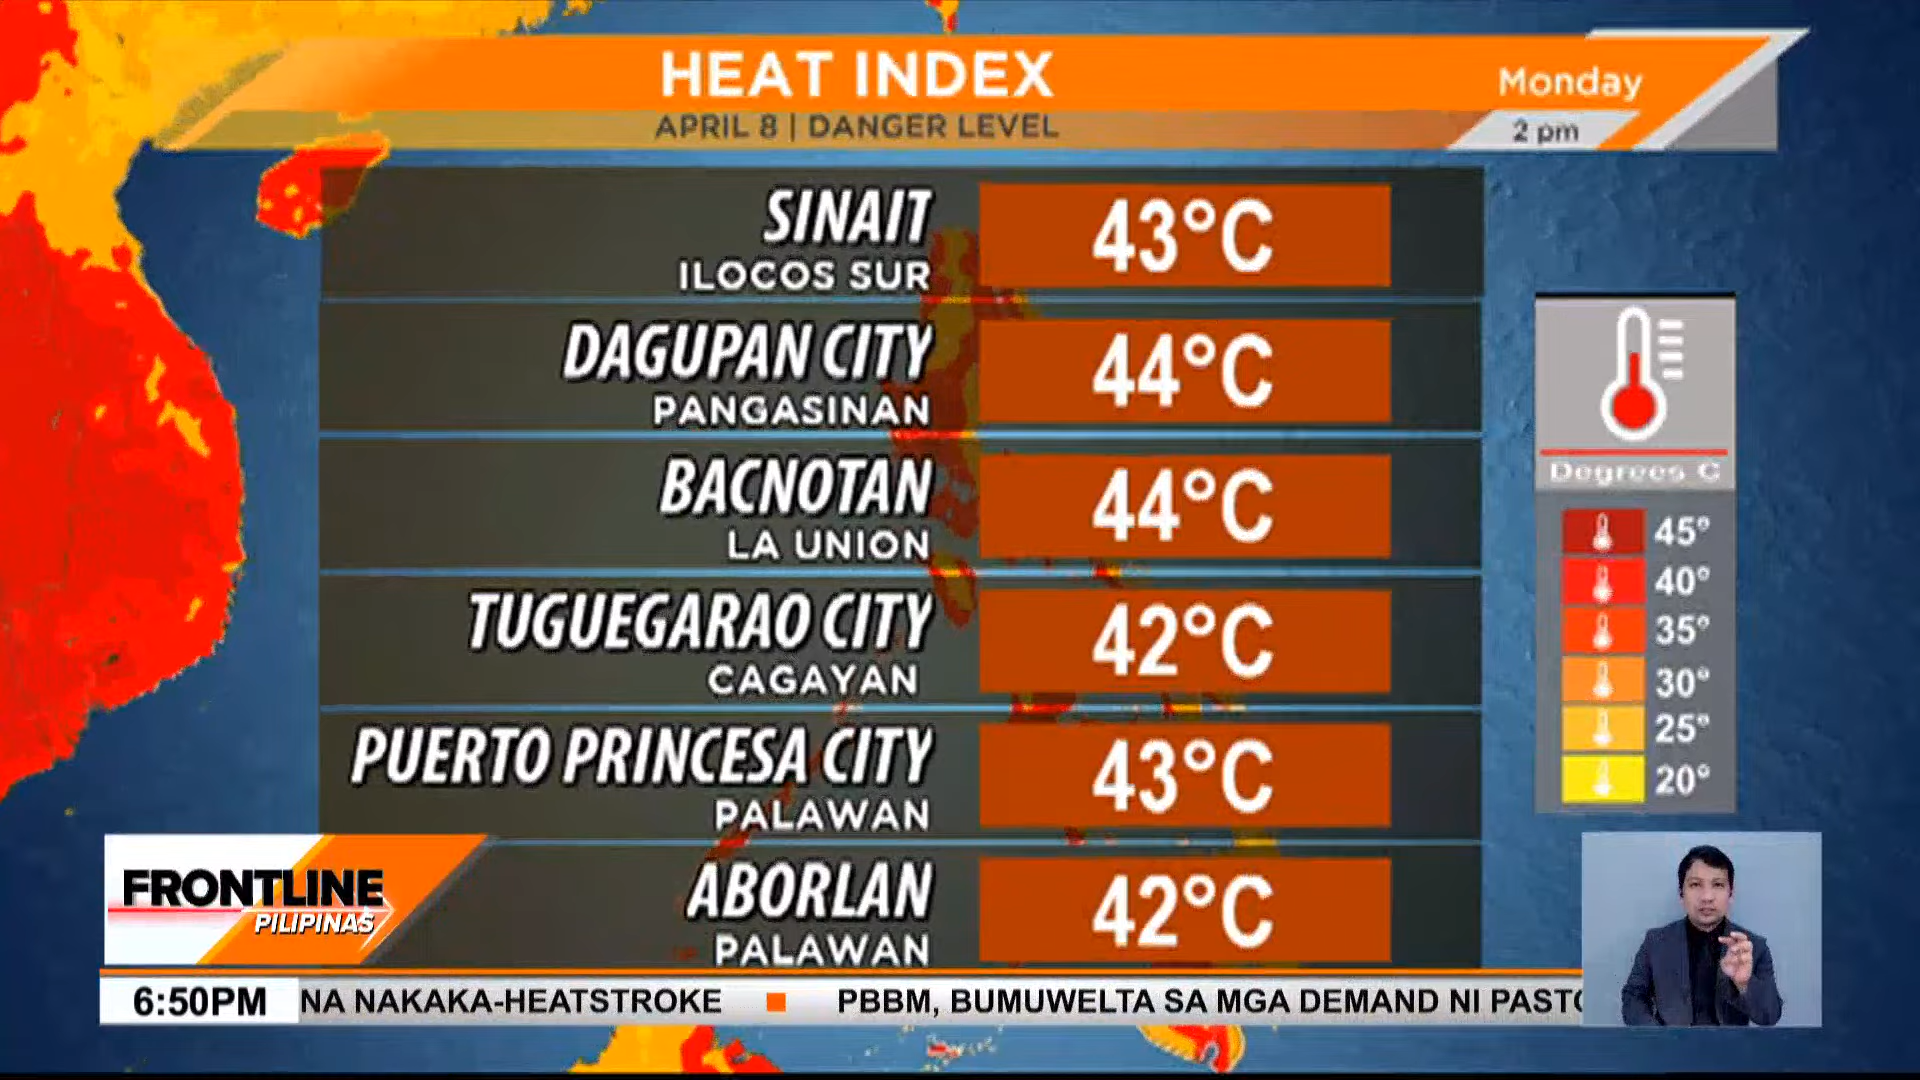 HEAT INDEX
Monday
APRIL 8 | DANGER LEVEL
2 pm
SINAIT
ILOCOS SUR
43°C
DAGUPAN CITY
PANGASINAN
44°C
BACNOTAN
LA UNION
44°C
TUGUEGARAO CITY
CAGAYAN
42°C
PUERTO PRINCESA CITY
PALAWAN
43°C
ABORLAN
PALAWAN
42°C
Degrees C
45°
40°
35°
30°
25°
20°
FRONTLINE
PILIPINAS
6:50PM
NA NAKAKA-HEATSTROKE ■ PBBM, BUMUWELTA SA MGA DEMAND NI